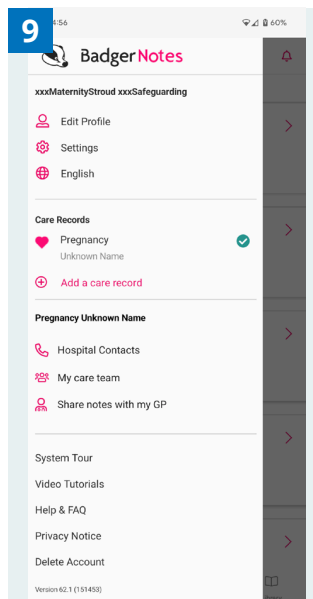 9
:56
60%
BadgerNotes
xxxMaternityStroud xxxSafeguarding
Edit Profile
Settings
English
Care Records
Pregnancy
Unknown Name
Add a care record
Pregnancy Unknown Name
Hospital Contacts
My care team
Share notes with my GP
System Tour
Video Tutorials
Help & FAQ
Privacy Notice
Delete Account
Version 62.1 (151453)